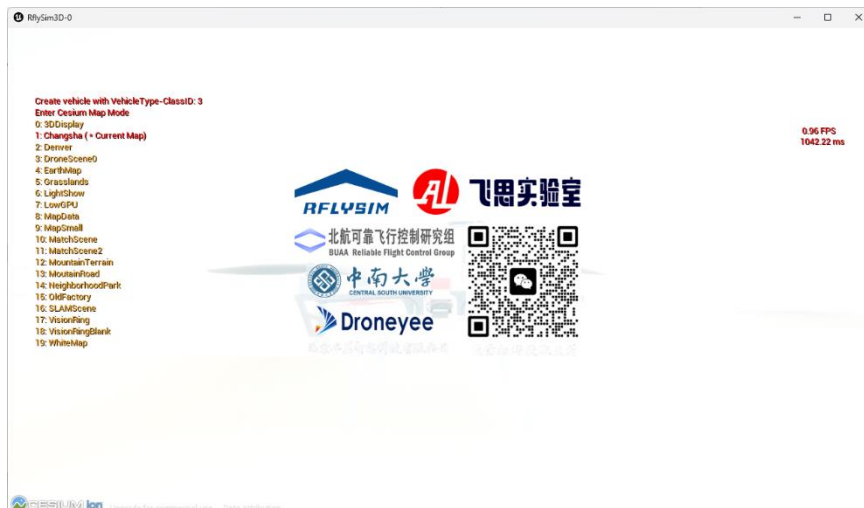 RflySim3D-0
Create vehicle with VehicleType-ClassID: 3
Enter Cesium Map Mode
0: 3DDisplay
1: Changsha ( * Current Map)
2: Denver
3: DroneScene0
4: EarthMap
5: Grasslands
6: LightShow
7: LowGPU
8: MapData
9: MapSmall
10: MatchScene
11: MatchScene2
12: MountainTerrain
13: MoutainRoad
14: NeighborhoodPark
15: OldFactory
16: SLAMScene
17: VisionRing
18: VisionRingBlank
19: WhiteMap
0.96 FPS
1042.22 ms
RFLYSIM
飞思实验室
北航可靠飞行控制研究组
BUAA Reliable Flight Control Group
中南大学
CENTRAL SOUTH UNIVERSITY
Droneyee
CESIUM ion